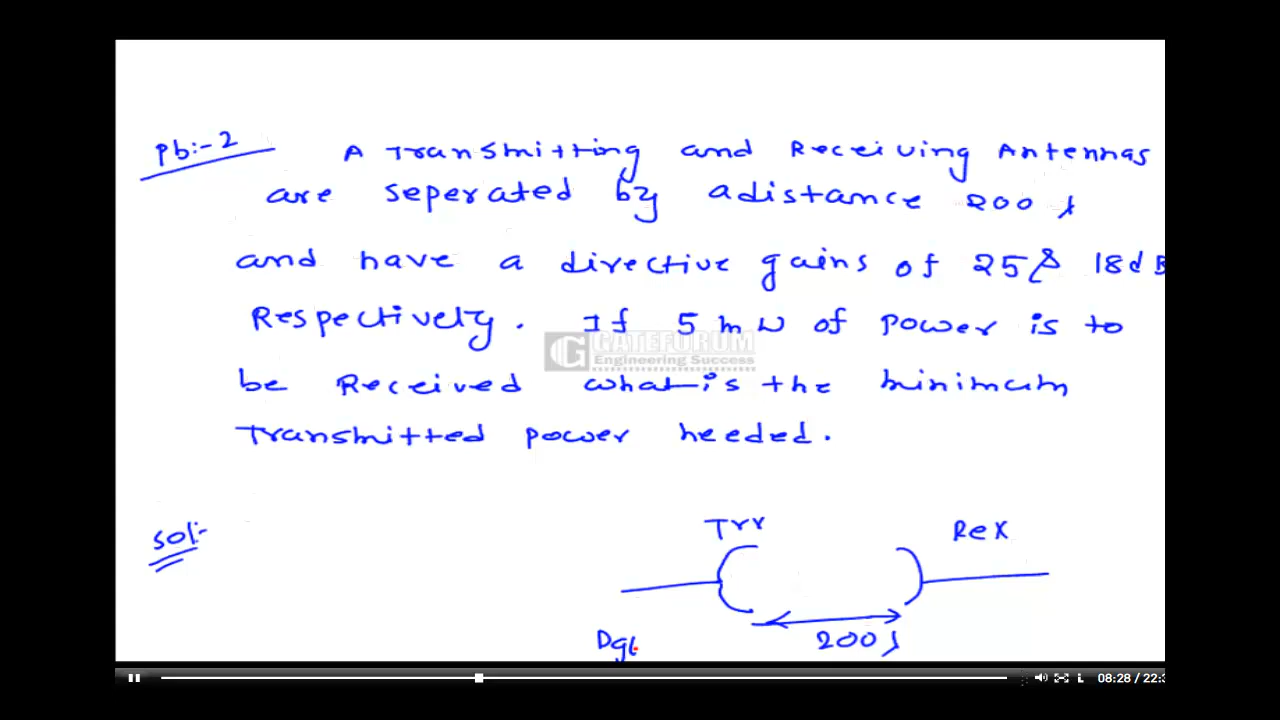 Pb:- 2 A Transmitting and Receiving Antennas
are seperated by adistance 200 λ
and have a directive gains of 25 & 18dB
Respectively. If 5 mW of power is to
GATEFORUM
Engineering Success
be Received what is the minimum
Transmitted power needed.
Sol:-
Trr Rex
200 λ
Dgt
08:28 / 22:3